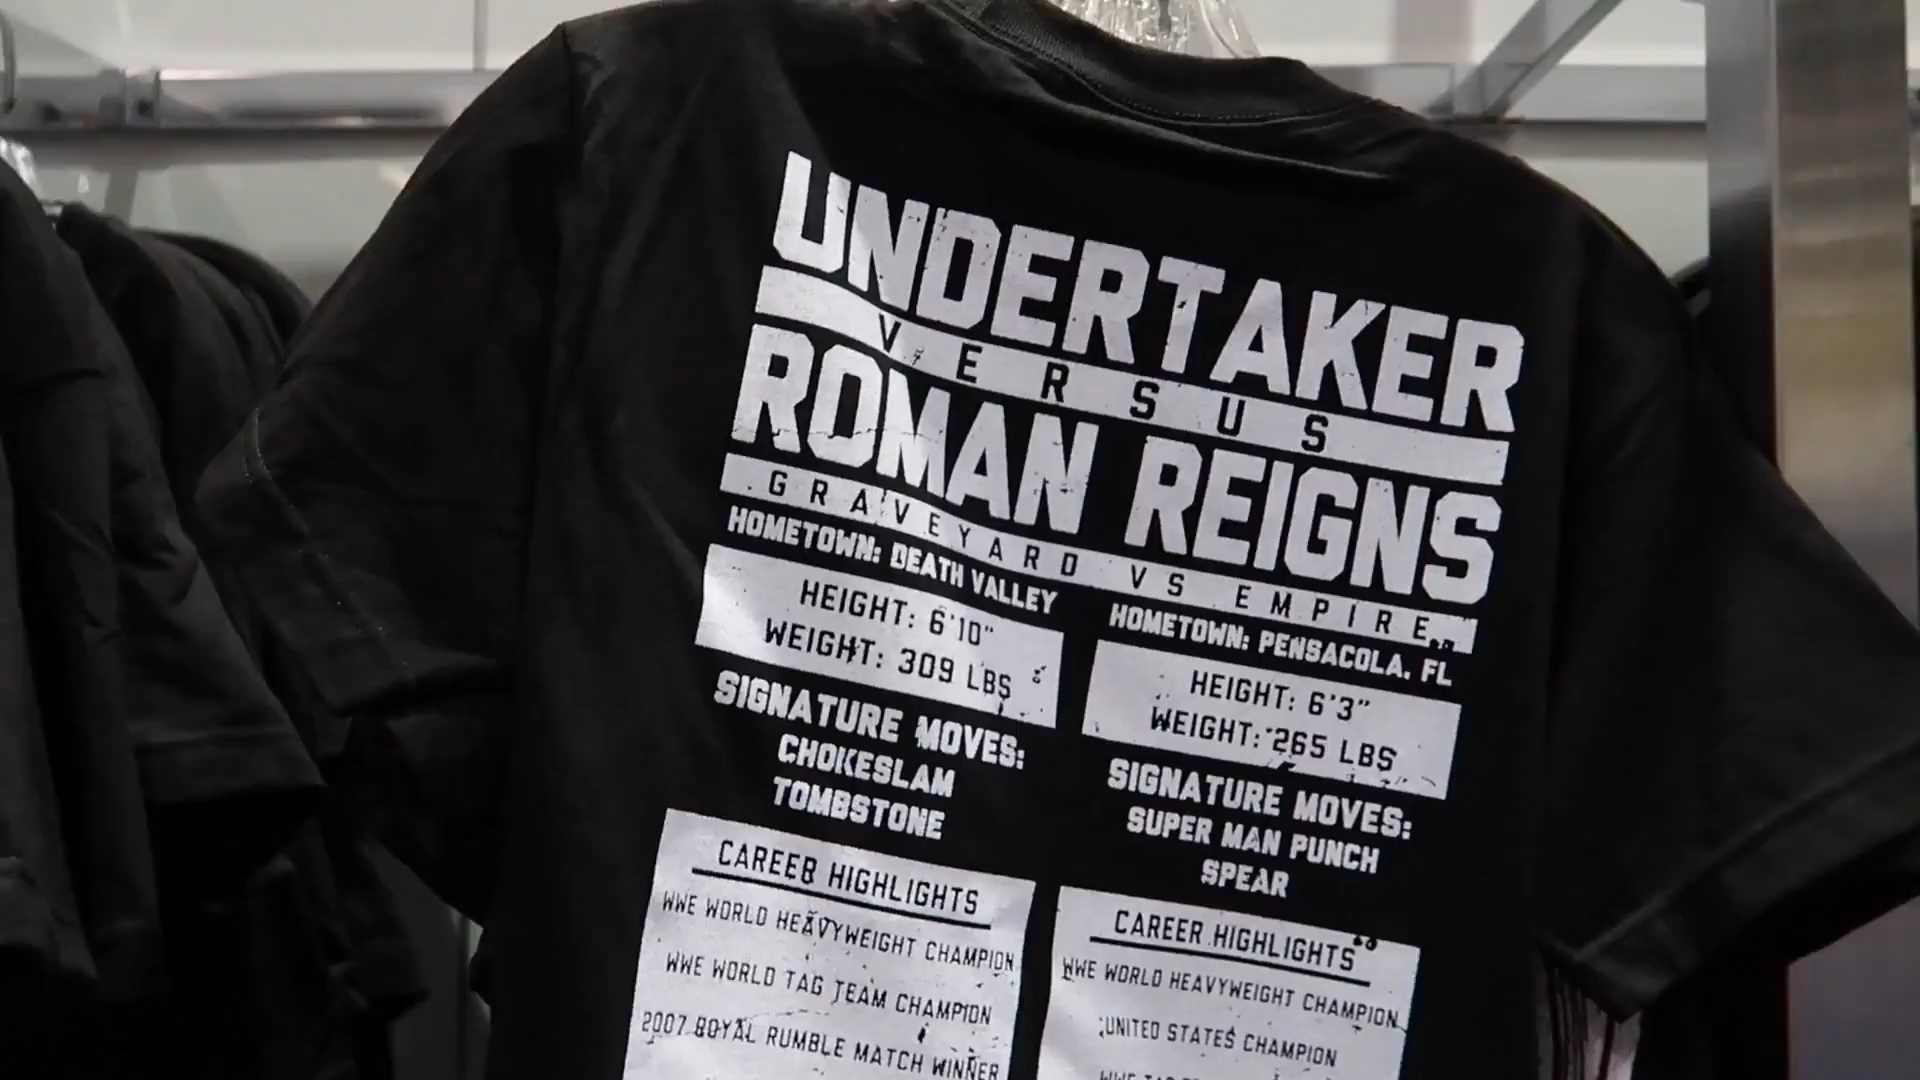 UNDERTAKER
VERSUS
ROMAN REIGNS
GRAVEYARD VS EMPIRE
HOMETOWN: DEATH VALLEY
HEIGHT: 6'10"
WEIGHT: 309 LBS
SIGNATURE MOVES:
CHOKESLAM
TOMBSTONE
CAREER HIGHLIGHTS
WWE WORLD HEAVYWEIGHT CHAMPION
WWE WORLD TAG TEAM CHAMPION
2007 ROYAL RUMBLE MATCH WINNER
HOMETOWN: PENSACOLA, FL
HEIGHT: 6'3"
WEIGHT: 265 LBS
SIGNATURE MOVES:
SUPER MAN PUNCH
SPEAR
CAREER HIGHLIGHTS
WWE WORLD HEAVYWEIGHT CHAMPION
UNITED STATES CHAMPION